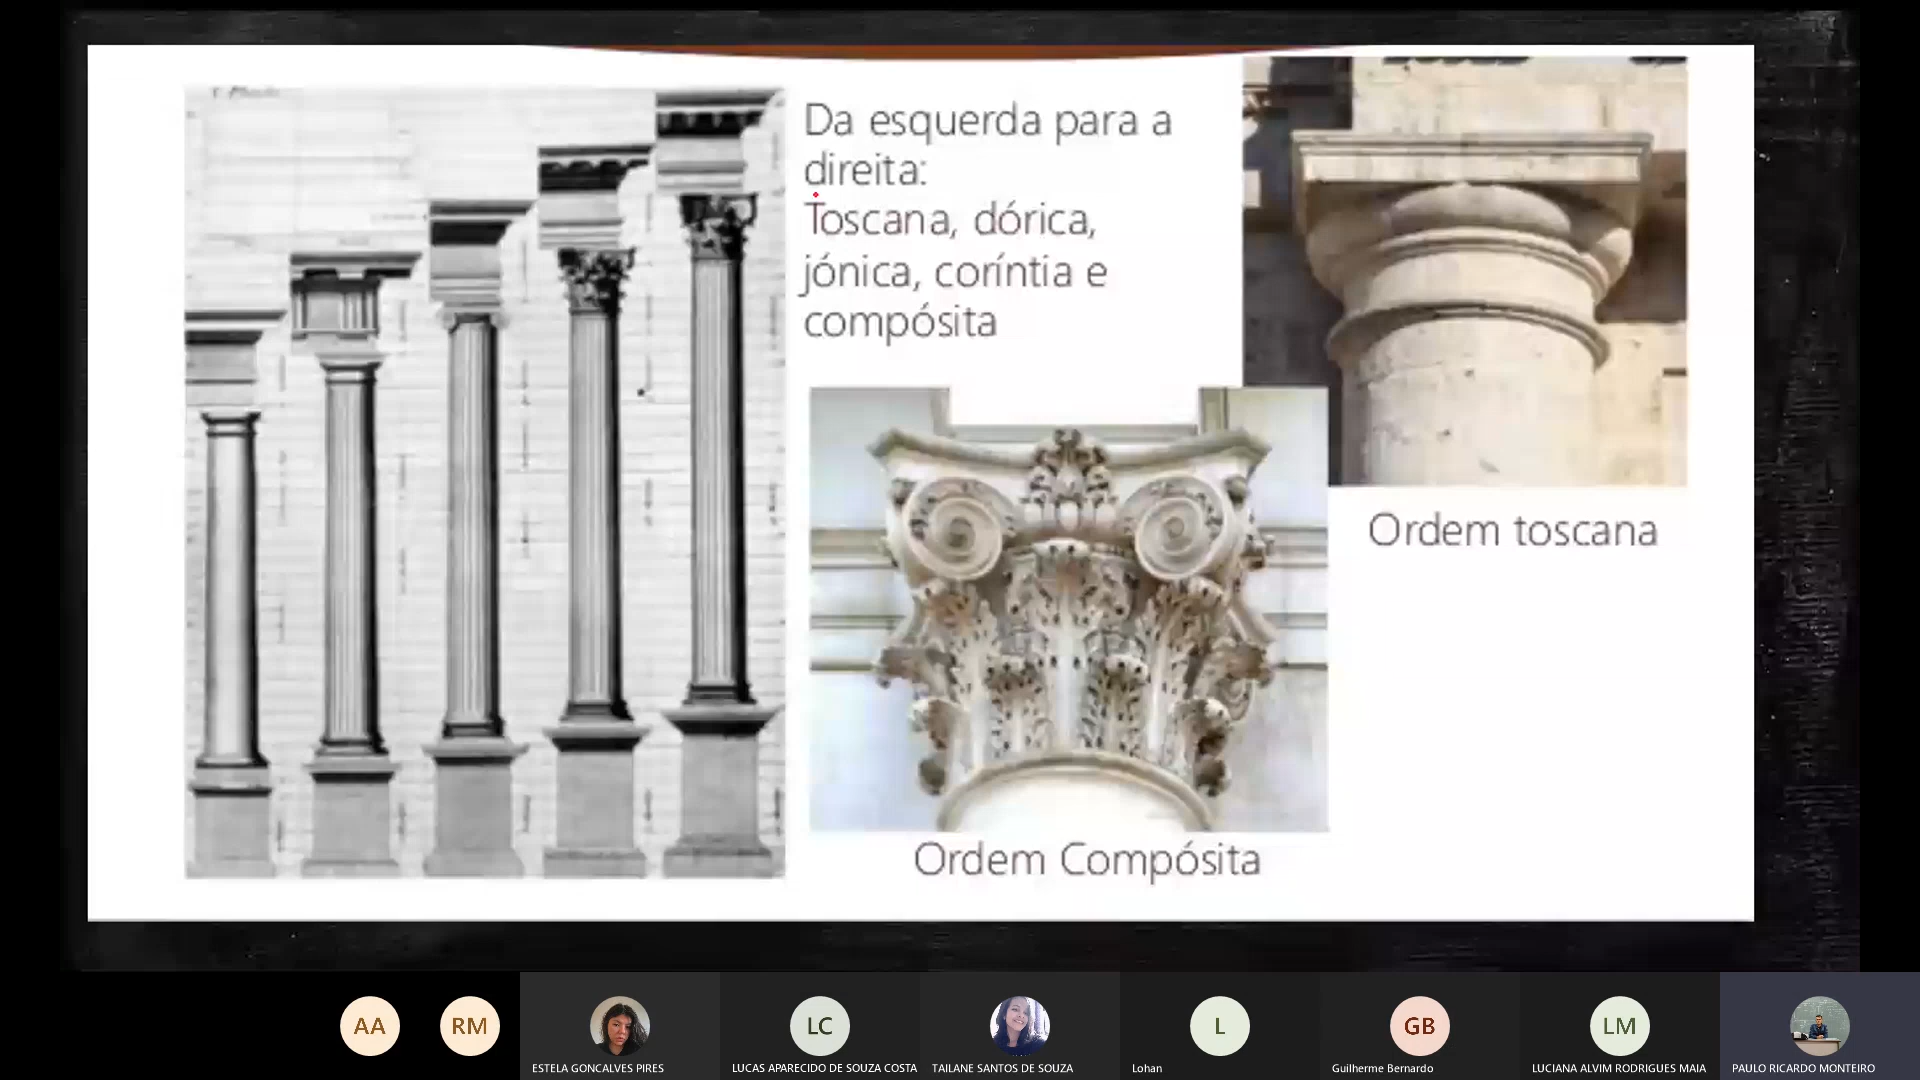 Da esquerda para a
direita:
Toscana, dórica,
jónica, coríntia e
compósita
Ordem toscana
Ordem Compósita
AA
RM
LC
L
GB
LM
ESTELA GONCALVES PIRES
LUCAS APARECIDO DE SOUZA COSTA
TAILANE SANTOS DE SOUZA
Lohan
Guilherme Bernardo
LUCIANA ALVIM RODRIGUES MAIA
PAULO RICARDO MONTEIRO